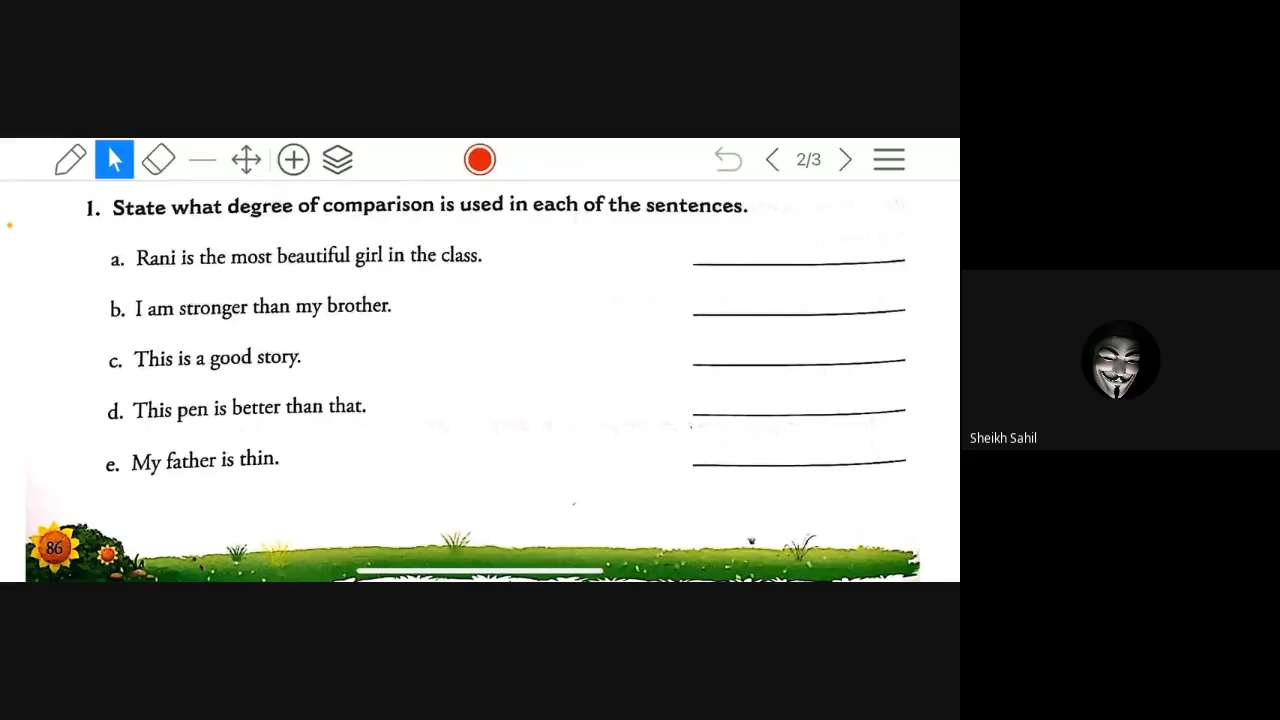 2/3
1. State what degree of comparison is used in each of the sentences.
a. Rani is the most beautiful girl in the class.
b. I am stronger than my brother.
c. This is a good story.
d. This pen is better than that.
e. My father is thin.
86
Sheikh Sahil